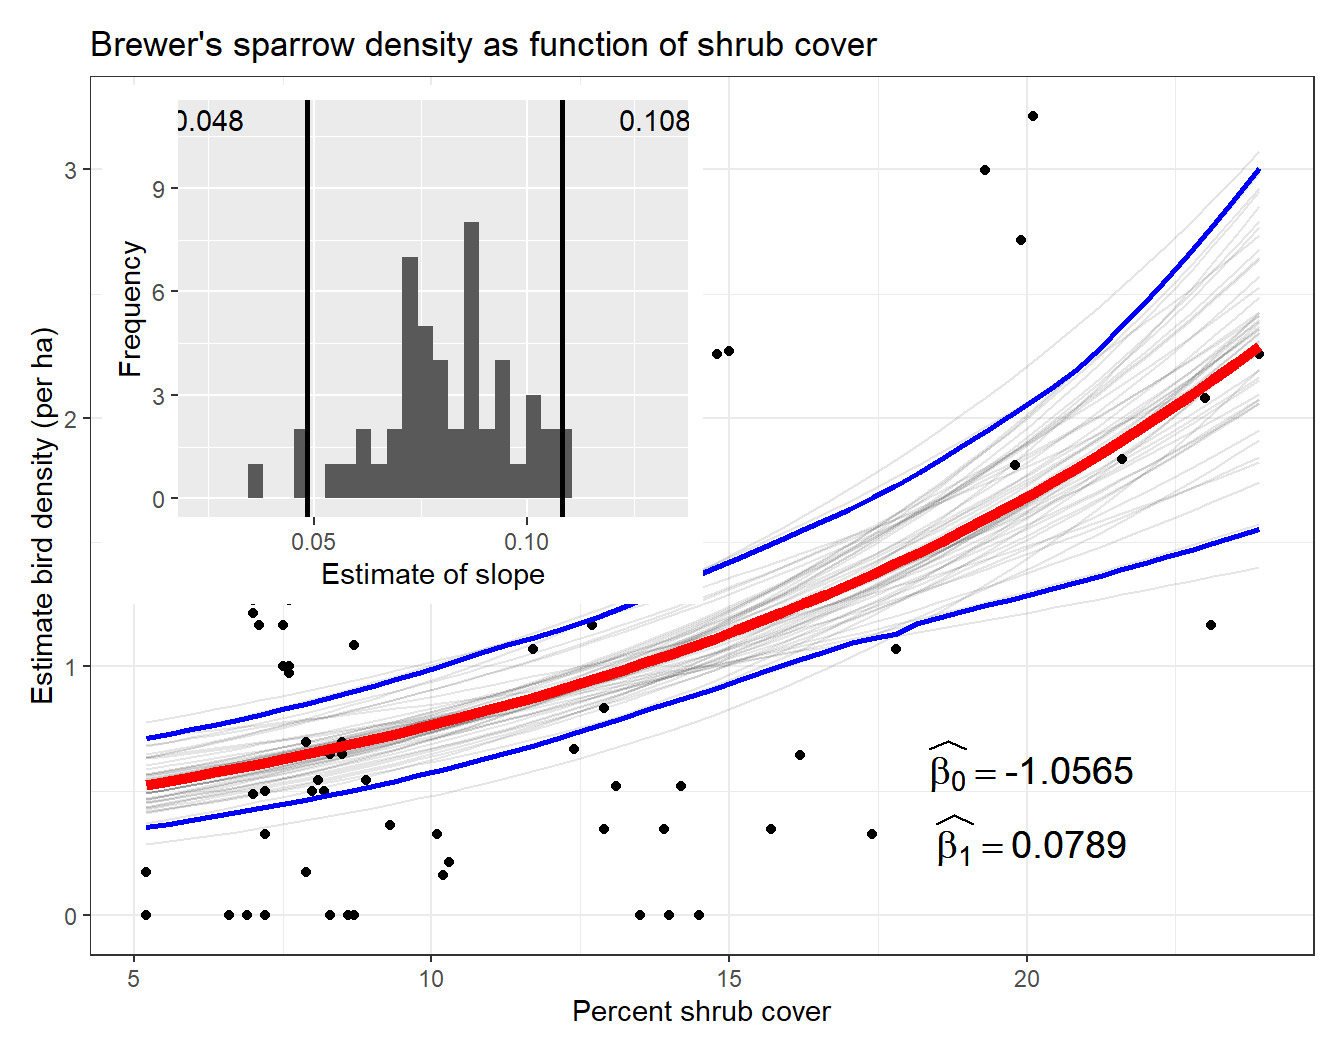 Brewer's sparrow density as function of shrub cover
0.048 0.108
9
6
3
0
Frequency
0.05 0.10
Estimate of slope
3
2
1
0
Estimate bird density (per ha)
β̂0 = -1.0565
β̂1 = 0.0789
5 10 15 20
Percent shrub cover